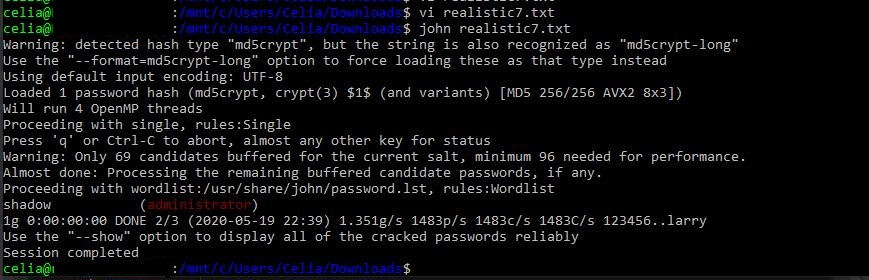 celia@ :/mnt/c/Users/Celia/Downloads$ vi realistic7.txt
celia@ :/mnt/c/Users/Celia/Downloads$ john realistic7.txt
Warning: detected hash type "md5crypt", but the string is also recognized as "md5crypt-long"
Use the "--format=md5crypt-long" option to force loading these as that type instead
Using default input encoding: UTF-8
Loaded 1 password hash (md5crypt, crypt(3) $1$ (and variants) [MD5 256/256 AVX2 8x3])
Will run 4 OpenMP threads
Proceeding with single, rules:Single
Press 'q' or Ctrl-C to abort, almost any other key for status
Warning: Only 69 candidates buffered for the current salt, minimum 96 needed for performance.
Almost done: Processing the remaining buffered candidate passwords, if any.
Proceeding with wordlist:/usr/share/john/password.lst, rules:Wordlist
shadow (administrator)
1g 0:00:00:00 DONE 2/3 (2020-05-19 22:39) 1.351g/s 1483p/s 1483c/s 1483C/s 123456..larry
Use the "--show" option to display all of the cracked passwords reliably
Session completed
celia@ :/mnt/c/Users/Celia/Downloads$